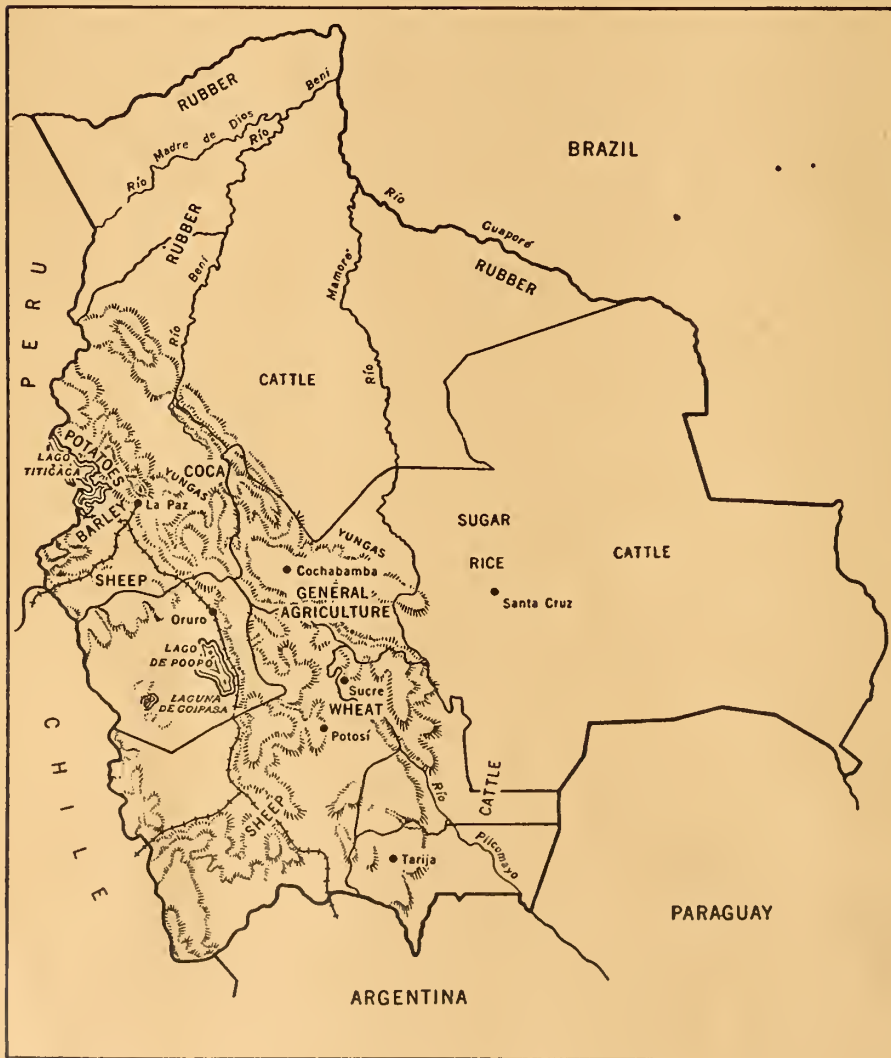 RUBBER
Río Madre de Dios
Río Beni
BRAZIL
RUBBER
Río Beni
Río Guaporé
RUBBER
Río Mamoré
PERU
CATTLE
POTATOES
LAGO
TITICACA
BARLEY
La Paz
YUNGAS
COCA
YUNGAS
SUGAR
RICE
CATTLE
Santa Cruz
SHEEP
Cochabamba
GENERAL
AGRICULTURE
Oruro
LAGO
DE POOPÓ
LAGUNA
DE COIPASA
Sucre
WHEAT
Potosí
CHILE
SHEEP
CATTLE
Río Pilcomayo
Tarija
PARAGUAY
ARGENTINA